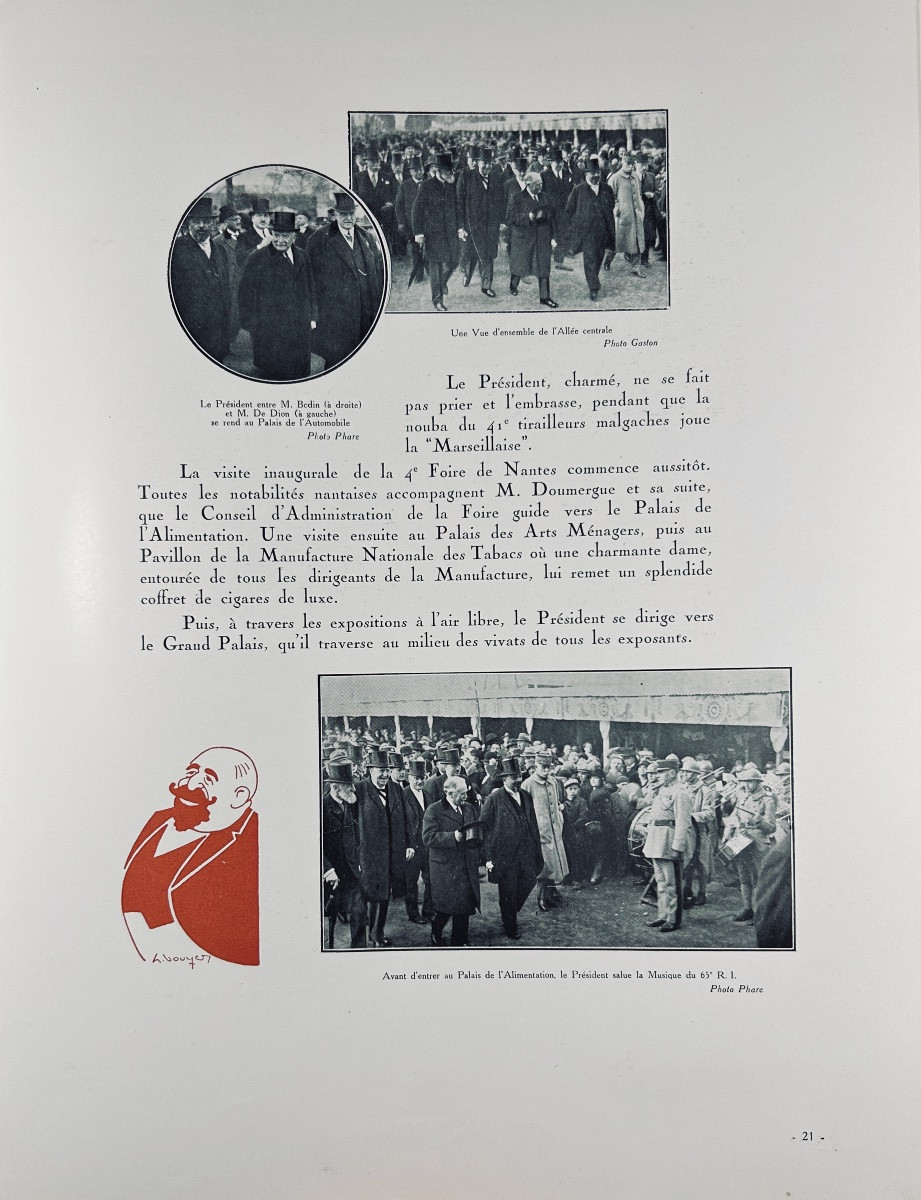 Une Vue d'ensemble de l'Allée centrale
Photo Gaston
Le Président entre M. Bedin (à droite)
et M. De Dion (à gauche)
se rend au Palais de l'Automobile
Photo Phare
Le Président, charmé, ne se fait
pas prier et l'embrasse, pendant que la
nouba du 41e tirailleurs malgaches joue
la "Marseillaise".
La visite inaugurale de la 4e Foire de Nantes commence aussitôt.
Toutes les notabilités nantaises accompagnent M. Doumergue et sa suite,
que le Conseil d'Administration de la Foire guide vers le Palais de
l'Alimentation. Une visite ensuite au Palais des Arts Ménagers, puis au
Pavillon de la Manufacture Nationale des Tabacs où une charmante dame,
entourée de tous les dirigeants de la Manufacture, lui remet un splendide
coffret de cigares de luxe.
Puis, à travers les expositions à l'air libre, le Président se dirige vers
le Grand Palais, qu'il traverse au milieu des vivats de tous les exposants.
Avant d'entrer au Palais de l'Alimentation, le Président salue la Musique du 65e R. I.
Photo Phare
- 21 -